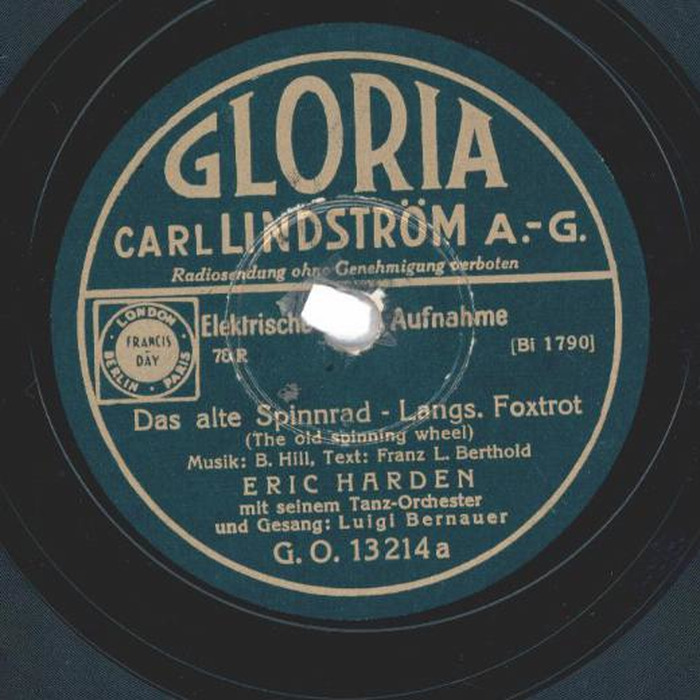 GLORIA
CARL LINDSTRÖM A.-G.
Radiosendung ohne Genehmigung verboten
LONDON
FRANCIS - DAY
BERLIN • PARIS
Elektrische Aufnahme
78 R
[Bi 1790]
Das alte Spinnrad - Langs. Foxtrot
(The old spinning wheel)
Musik: B. Hill, Text: Franz L. Berthold
ERIC HARDEN
mit seinem Tanz-Orchester
und Gesang: Luigi Bernauer
G. O. 13214a